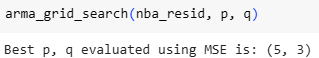 arma_grid_search(nba_resid, p, q)
Best p, q evaluated using MSE is: (5, 3)